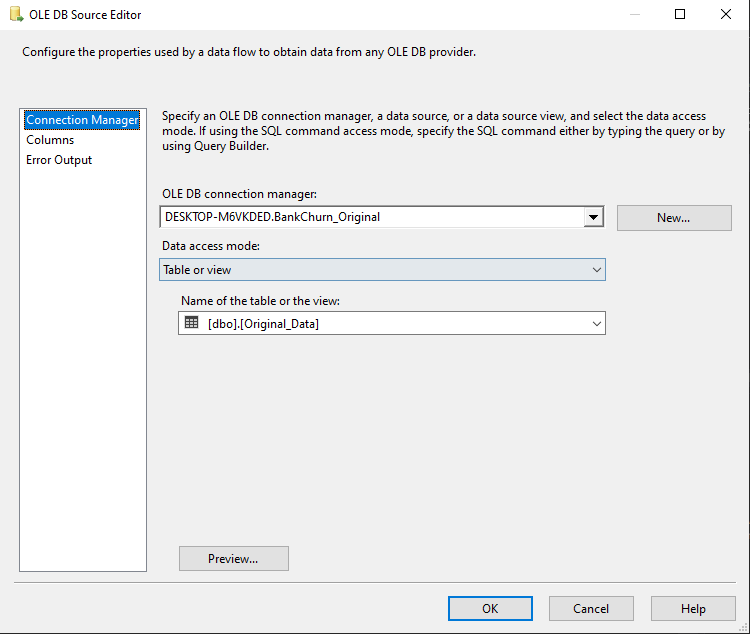 OLE DB Source Editor
Configure the properties used by a data flow to obtain data from any OLE DB provider.
Connection Manager
Columns
Error Output
Specify an OLE DB connection manager, a data source, or a data source view, and select the data access
mode. If using the SQL command access mode, specify the SQL command either by typing the query or by
using Query Builder.
OLE DB connection manager:
DESKTOP-M6VKDED.BankChurn_Original
New...
Data access mode:
Table or view
Name of the table or the view:
[dbo].[Original_Data]
Preview...
OK
Cancel
Help